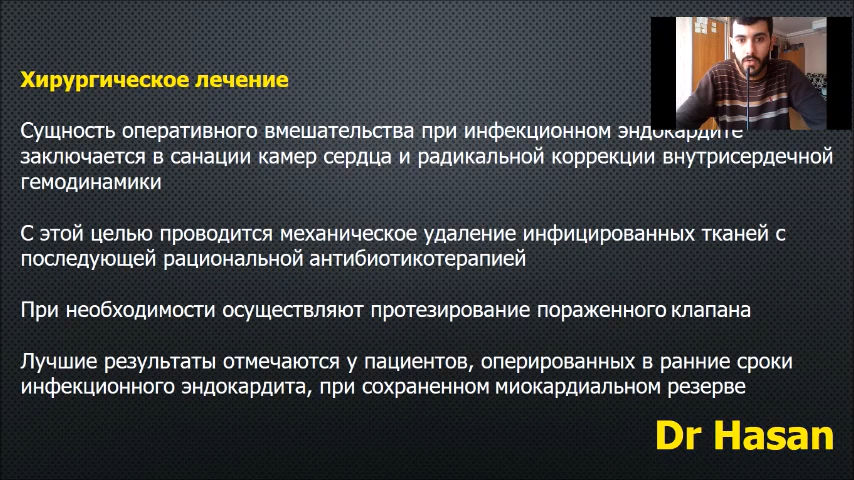 Хирургическое лечение
Сущность оперативного вмешательства при инфекционном эндокардите
заключается в санации камер сердца и радикальной коррекции внутрисердечной
гемодинамики
С этой целью проводится механическое удаление инфицированных тканей с
последующей рациональной антибиотикотерапией
При необходимости осуществляют протезирование пораженного клапана
Лучшие результаты отмечаются у пациентов, оперированных в ранние сроки
инфекционного эндокардита, при сохраненном миокардиальном резерве
Dr Hasan